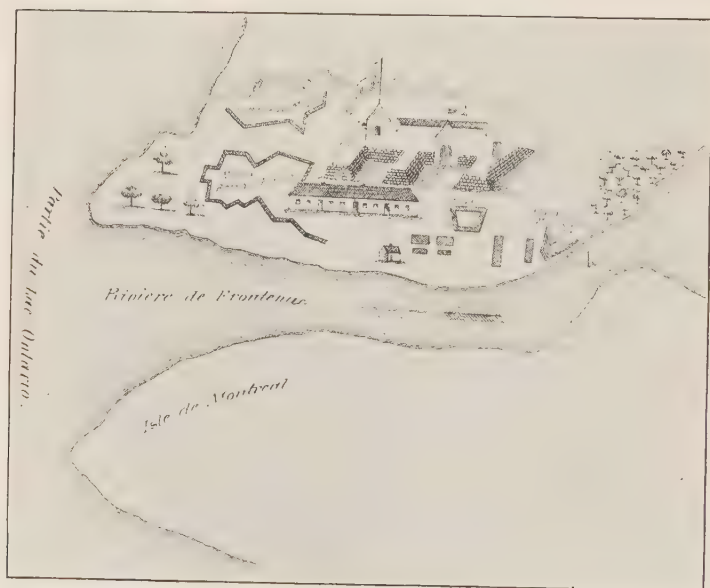 Partie du Lac Ontario.
Riviere de Frontenac.
Isle de Montreal